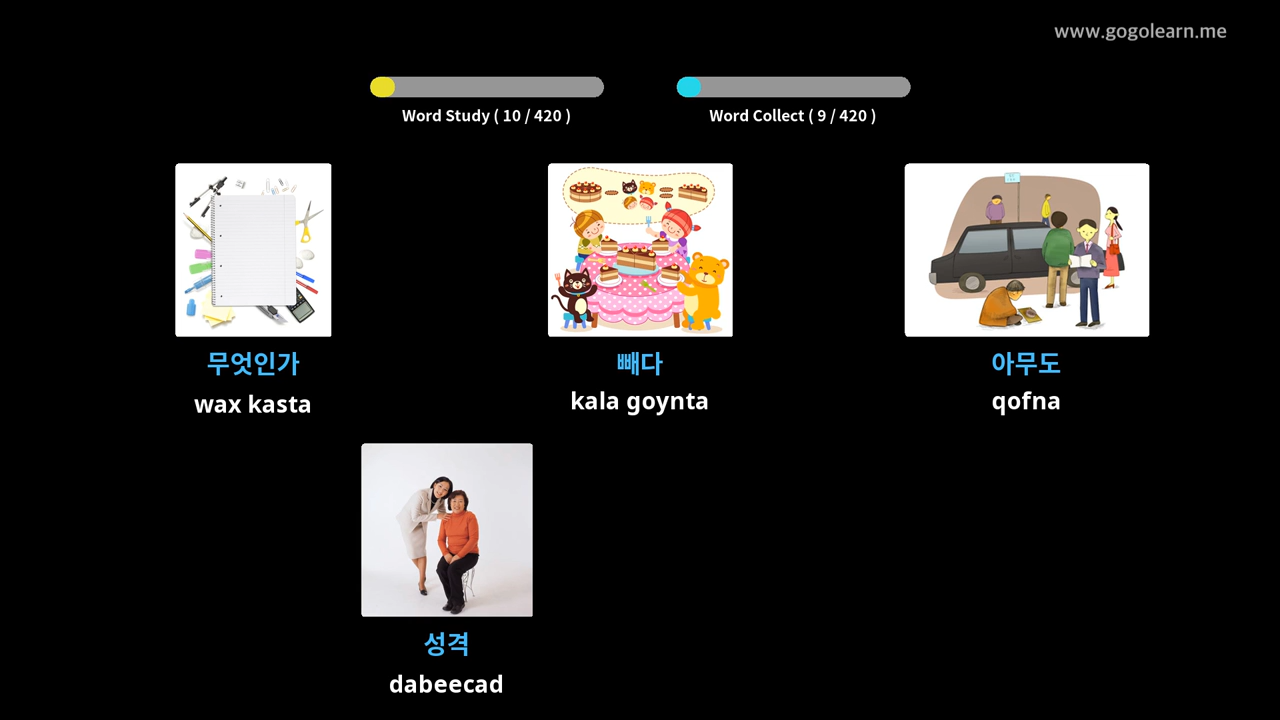 www.gogolearn.me
Word Study ( 10 / 420 )
Word Collect ( 9 / 420 )
무엇인가
wax kasta
빼다
kala goynta
아무도
qofna
성격
dabeecad